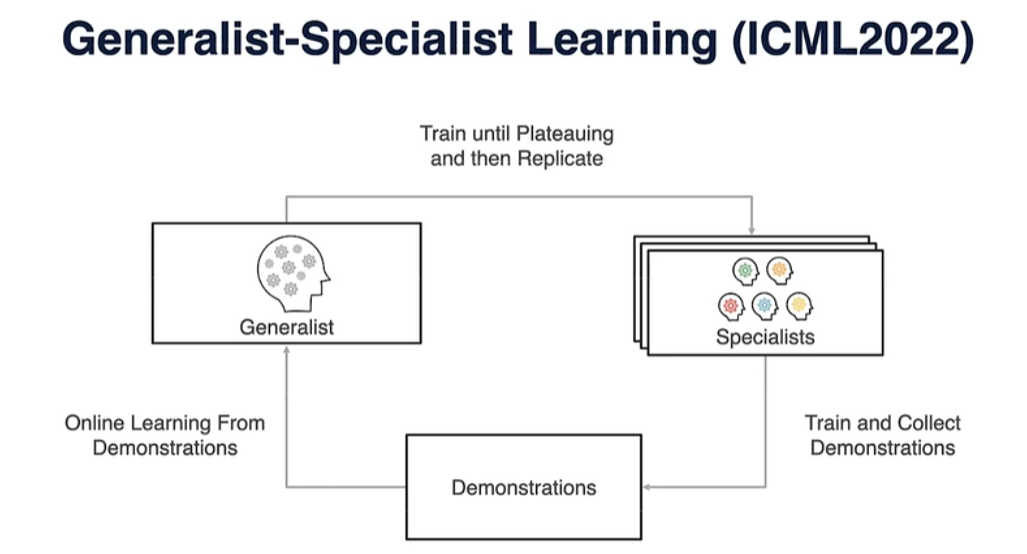 Generalist-Specialist Learning (ICML2022)
Train until Plateauing
and then Replicate
Generalist
Specialists
Online Learning From
Demonstrations
Train and Collect
Demonstrations
Demonstrations